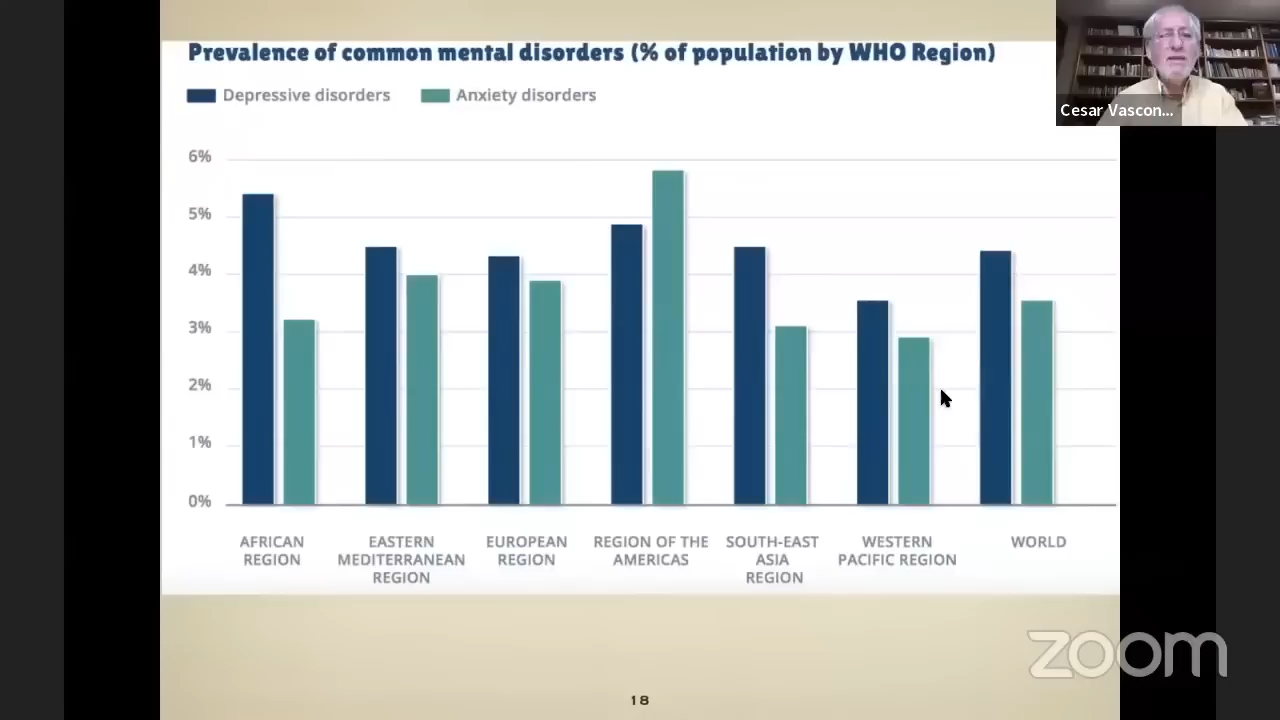 Prevalence of common mental disorders (% of population by WHO Region)
Depressive disorders
Anxiety disorders
Cesar Vascon...
6%
5%
4%
3%
2%
1%
0%
AFRICAN
REGION
EASTERN
MEDITERRANEAN
REGION
EUROPEAN
REGION
REGION OF THE
AMERICAS
SOUTH-EAST
ASIA
REGION
WESTERN
PACIFIC REGION
WORLD
zoom
18